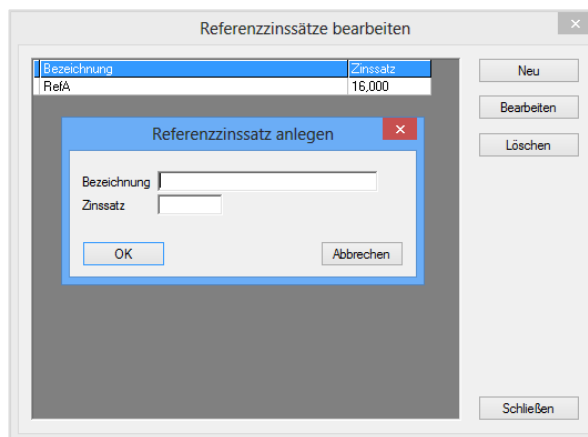 Referenzzinssätze bearbeiten
Bezeichnung Zinssatz
RefA 16,000
Neu
Bearbeiten
Löschen
Referenzzinssatz anlegen
Bezeichnung
Zinssatz
OK Abbrechen
Schließen